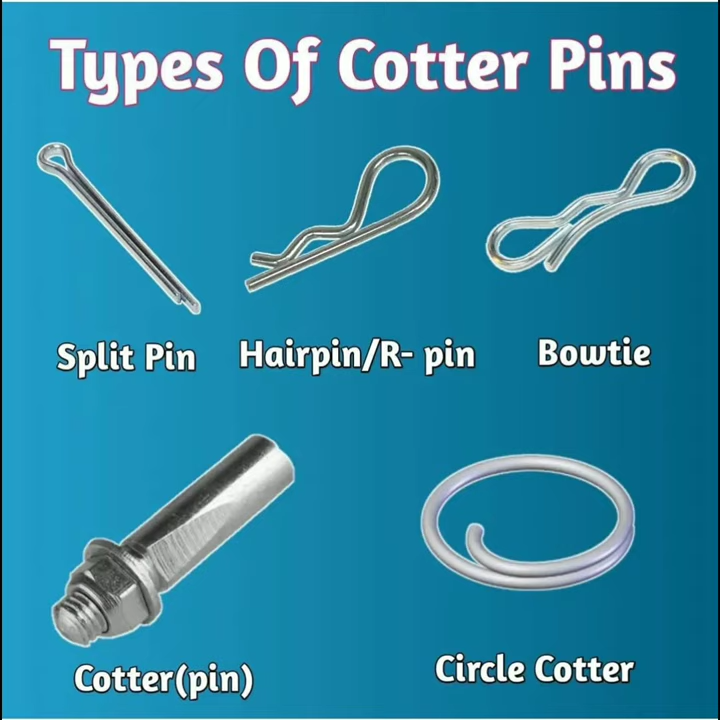 Types Of Cotter Pins
Split Pin
Hairpin/R- pin
Bowtie
Cotter(pin)
Circle Cotter